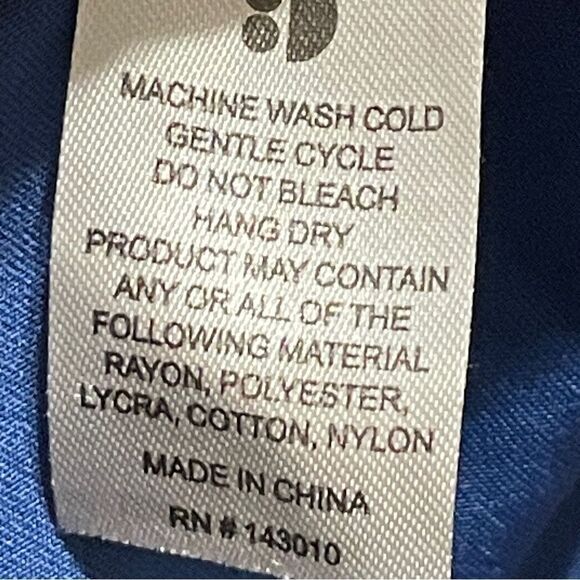 MACHINE WASH COLD
GENTLE CYCLE
DO NOT BLEACH
HANG DRY
PRODUCT MAY CONTAIN
ANY OR ALL OF THE
FOLLOWING MATERIAL
RAYON, POLYESTER,
LYCRA, COTTON, NYLON
MADE IN CHINA
RN # 143010